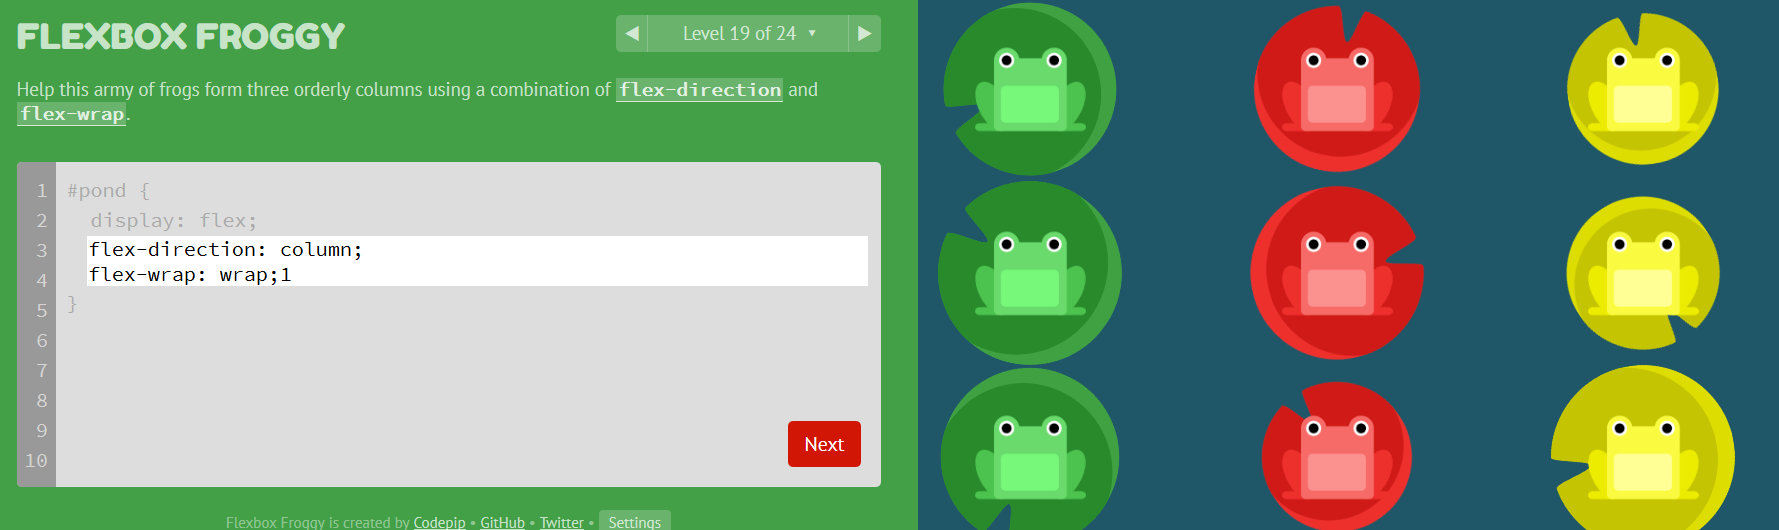 FLEXBOX FROGGY
◀ Level 19 of 24 ▾ ▶
Help this army of frogs form three orderly columns using a combination of flex-direction and
flex-wrap.
1 #pond {
2 display: flex;
3 flex-direction: column;
4 flex-wrap: wrap;1
5 }
6
7
8
9
10
Next
Flexbox Froggy is created by Codepip • GitHub • Twitter • Settings